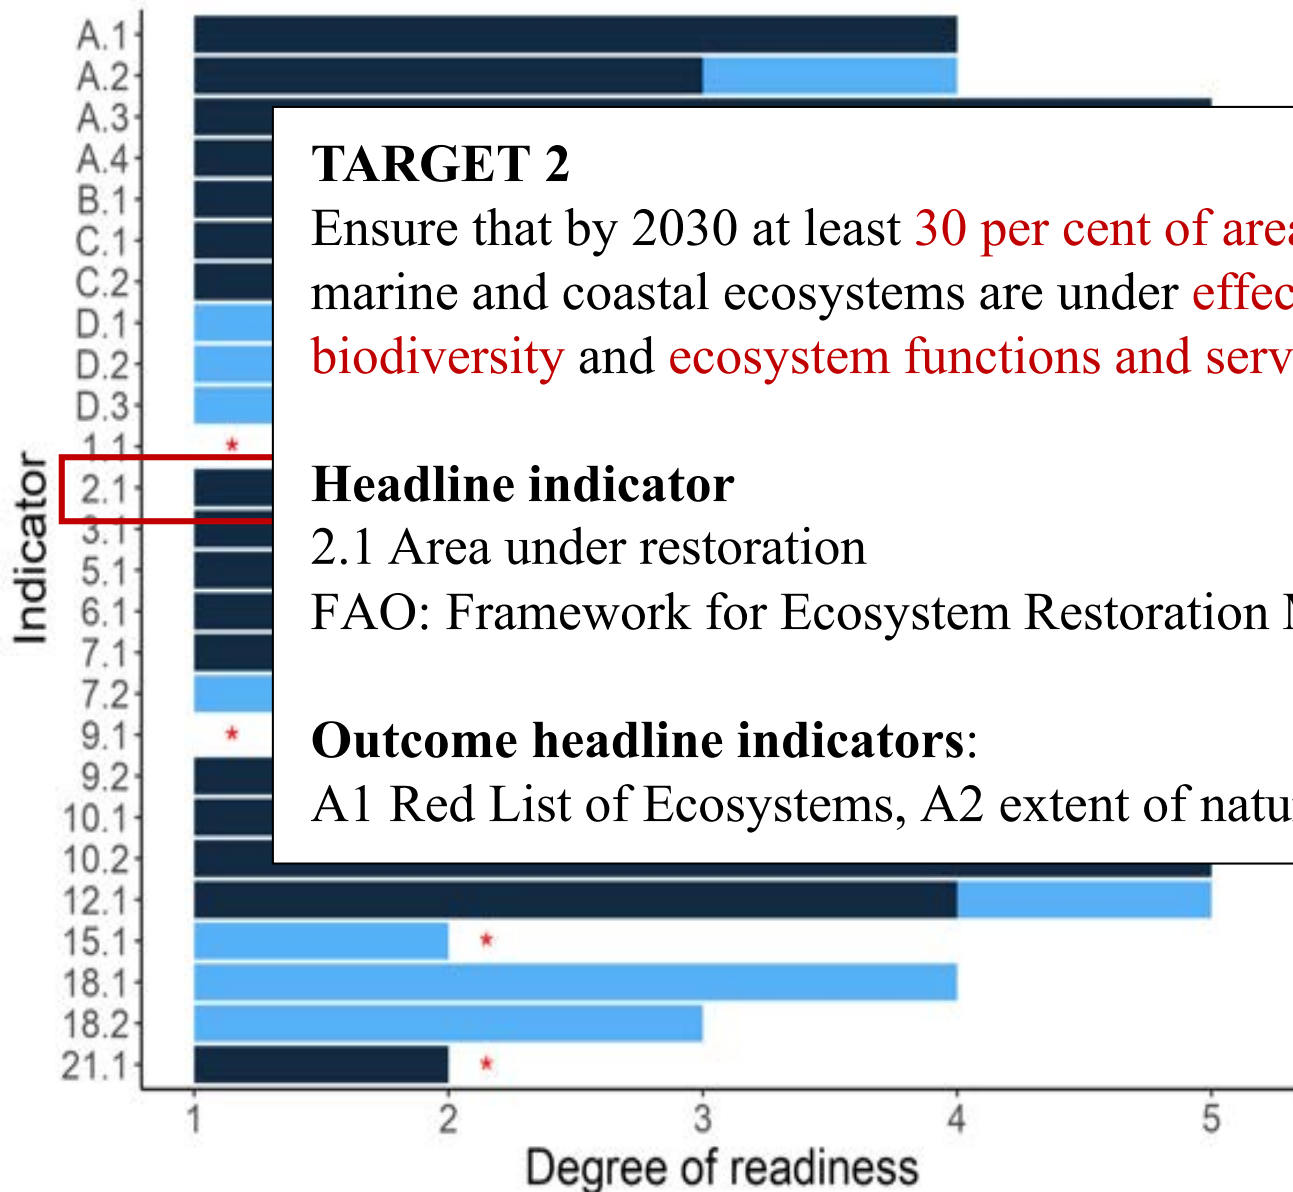 A.1
A.2
A.3
A.4
B.1
C.1
C.2
D.1
D.2
D.3
1.1 *
2.1
3.1
5.1
6.1
7.1
7.2
9.1 *
9.2
10.1
10.2
12.1
15.1 *
18.1
18.2
21.1 *
Indicator
1 2 3 4 5
Degree of readiness
TARGET 2
Ensure that by 2030 at least 30 per cent of area
marine and coastal ecosystems are under effec
biodiversity and ecosystem functions and serv
Headline indicator
2.1 Area under restoration
FAO: Framework for Ecosystem Restoration
Outcome headline indicators:
A1 Red List of Ecosystems, A2 extent of natu